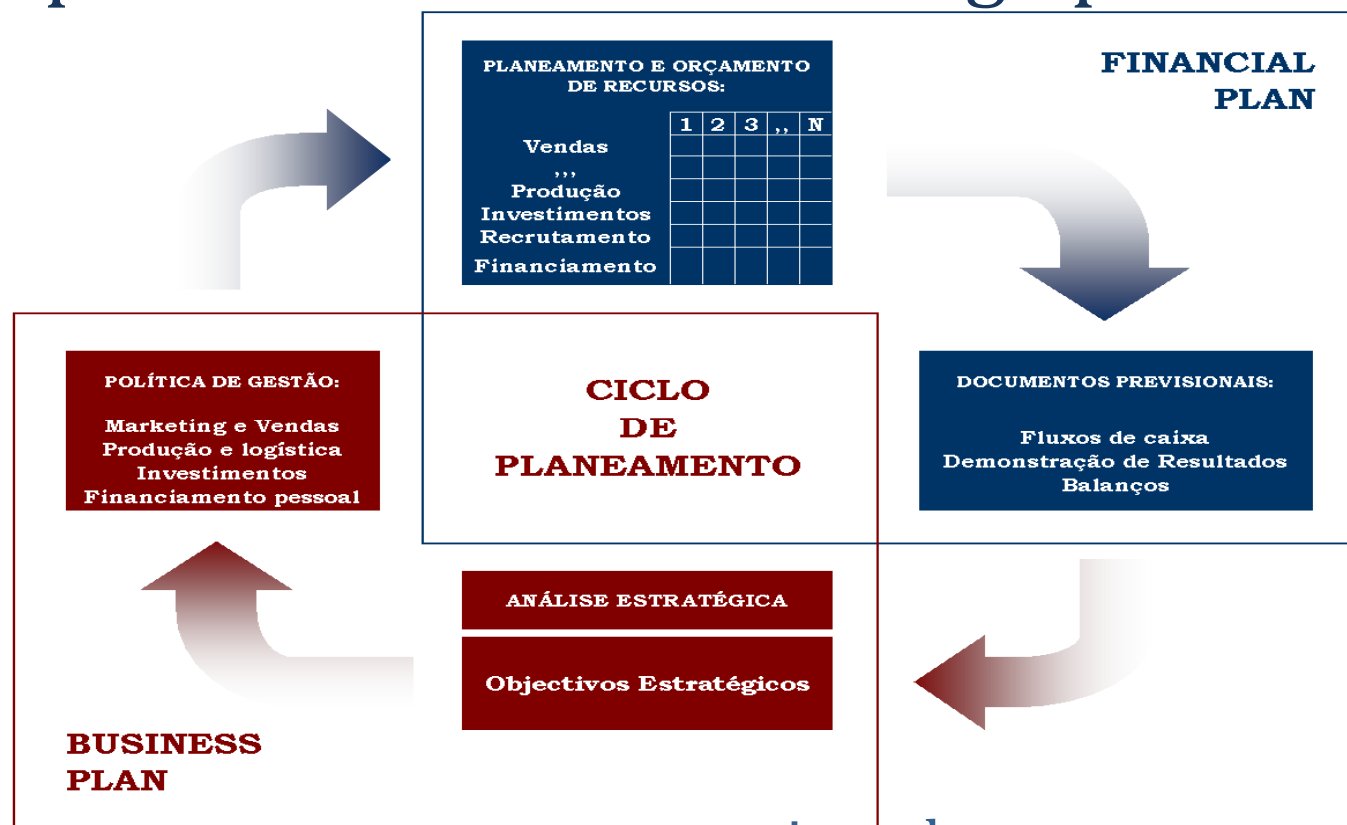 PLANEAMENTO E ORÇAMENTO
DE RECURSOS:
1 2 3 ,, N
Vendas
,,,
Produção
Investimentos
Recrutamento
Financiamento
FINANCIAL
PLAN
POLÍTICA DE GESTÃO:
Marketing e Vendas
Produção e logística
Investimentos
Financiamento pessoal
CICLO
DE
PLANEAMENTO
DOCUMENTOS PREVISIONAIS:
Fluxos de caixa
Demonstração de Resultados
Balanços
ANÁLISE ESTRATÉGICA
Objectivos Estratégicos
BUSINESS
PLAN